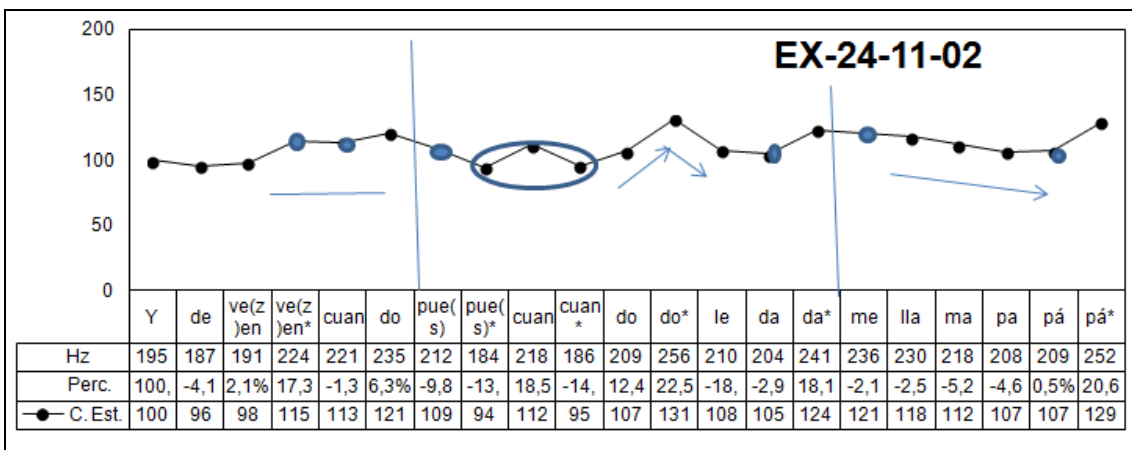 200
EX-24-11-02
150
100
50
0
Y de ve(z)en ve(z)en* cuan do pue(s) pue(s)* cuan cuan* do do* le da da* me lla ma pa pá pá*
Hz 195 187 191 224 221 235 212 184 218 186 209 256 210 204 241 236 230 218 208 209 252
Perc. 100, -4,1 2,1% 17,3 -1,3 6,3% -9,8 -13, 18,5 -14, 12,4 22,5 -18, -2,9 18,1 -2,1 -2,5 -5,2 -4,6 0,5% 20,6
C. Est. 100 96 98 115 113 121 109 94 112 95 107 131 108 105 124 121 118 112 107 107 129